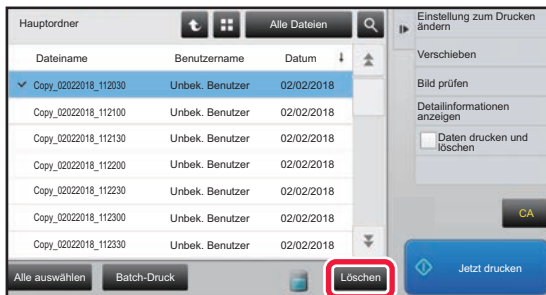 Hauptordner
Alle Dateien
Dateiname Benutzername Datum
Copy_02022018_112030 Unbek. Benutzer 02/02/2018
Copy_02022018_112100 Unbek. Benutzer 02/02/2018
Copy_02022018_112130 Unbek. Benutzer 02/02/2018
Copy_02022018_112200 Unbek. Benutzer 02/02/2018
Copy_02022018_112230 Unbek. Benutzer 02/02/2018
Copy_02022018_112300 Unbek. Benutzer 02/02/2018
Copy_02022018_112330 Unbek. Benutzer 02/02/2018
Alle auswählen
Batch-Druck
Löschen
Einstellung zum Drucken
ändern
Verschieben
Bild prüfen
Detailinformationen
anzeigen
Daten drucken und
löschen
CA
Jetzt drucken